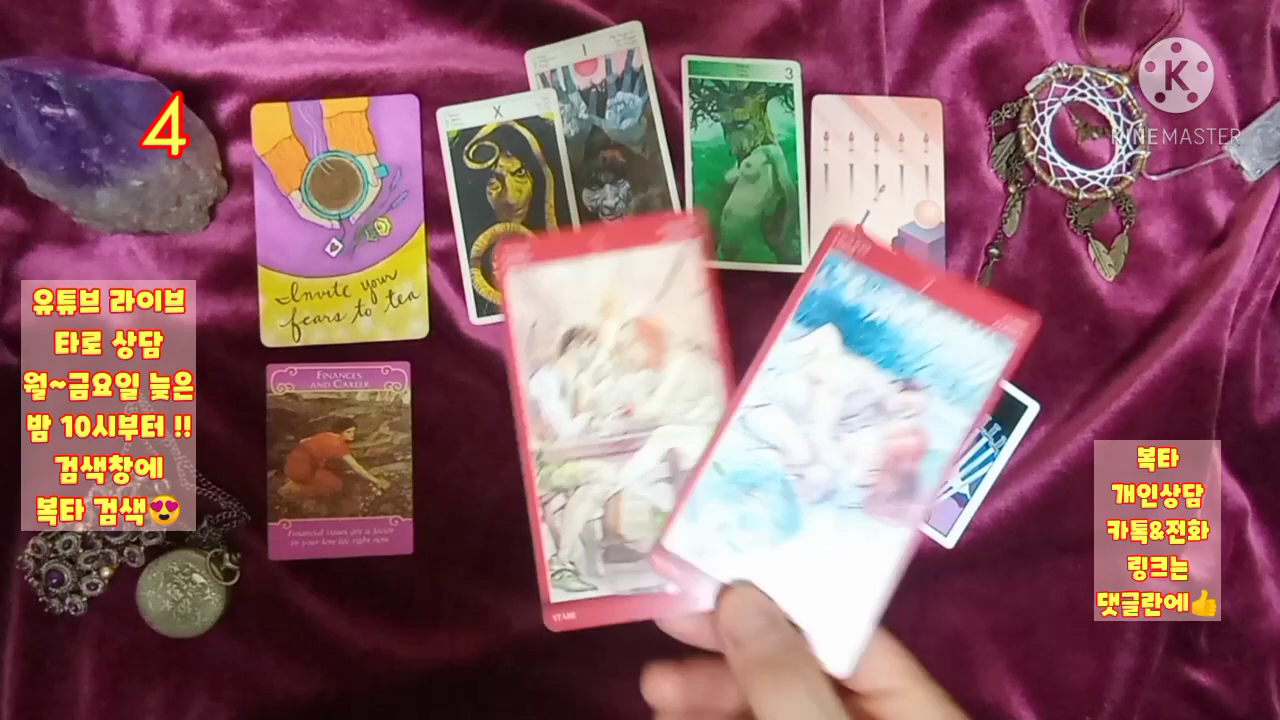 4
유튜브 라이브
타로 상담
월~금요일 늦은
밤 10시부터 !!
검색창에
복타 검색😍
Invite your
fears to tea
FINANCES
AND CAREER
Financial issues are a factor
in your love life right now
X
I
3
K
KINEMASTER
복타
개인상담
카톡&전화
링크는
댓글란에👍